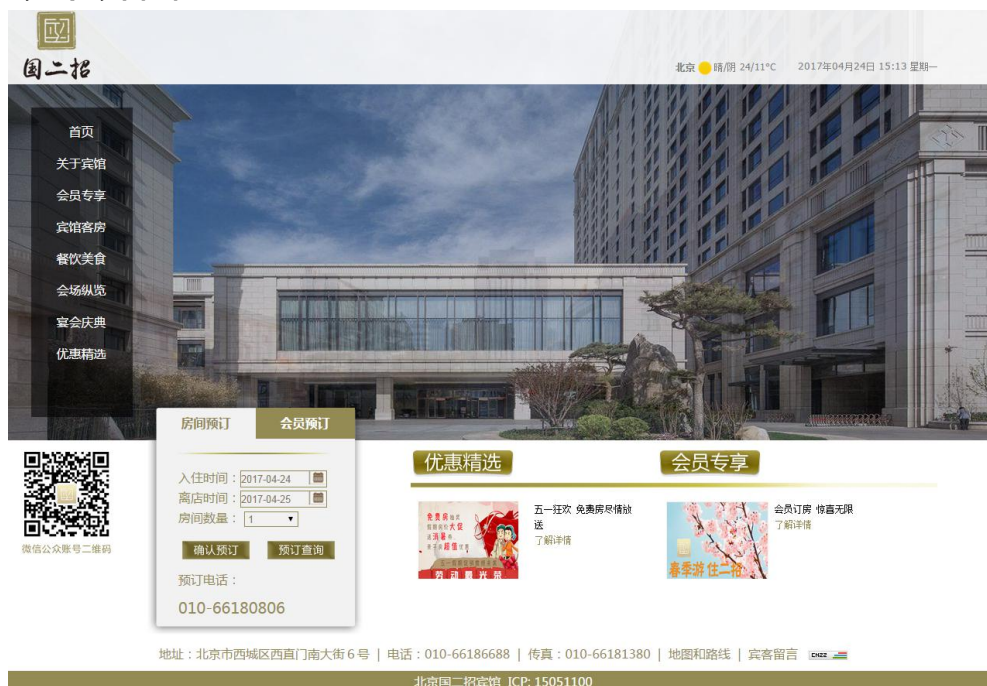 国二招
北京 晴/阴 24/11°C 2017年04月24日 15:13 星期一
首页
关于宾馆
会员专享
宾馆客房
餐饮美食
会场纵览
宴会庆典
优惠精选
房间预订 会员预订
入住时间：2017-04-24
离店时间：2017-04-25
房间数量：1
确认预订 预订查询
预订电话：
010-66180806
微信公众账号二维码
优惠精选
五一狂欢 免费房尽情放
送
了解详情
会员专享
春季游 住二招
会员订房 惊喜无限
了解详情
地址：北京市西城区西直门南大街6号 | 电话：010-66186688 | 传真：010-66181380 | 地图和路线 | 宾客留言 CNZZ
北京国二招宾馆 ICP: 15051100